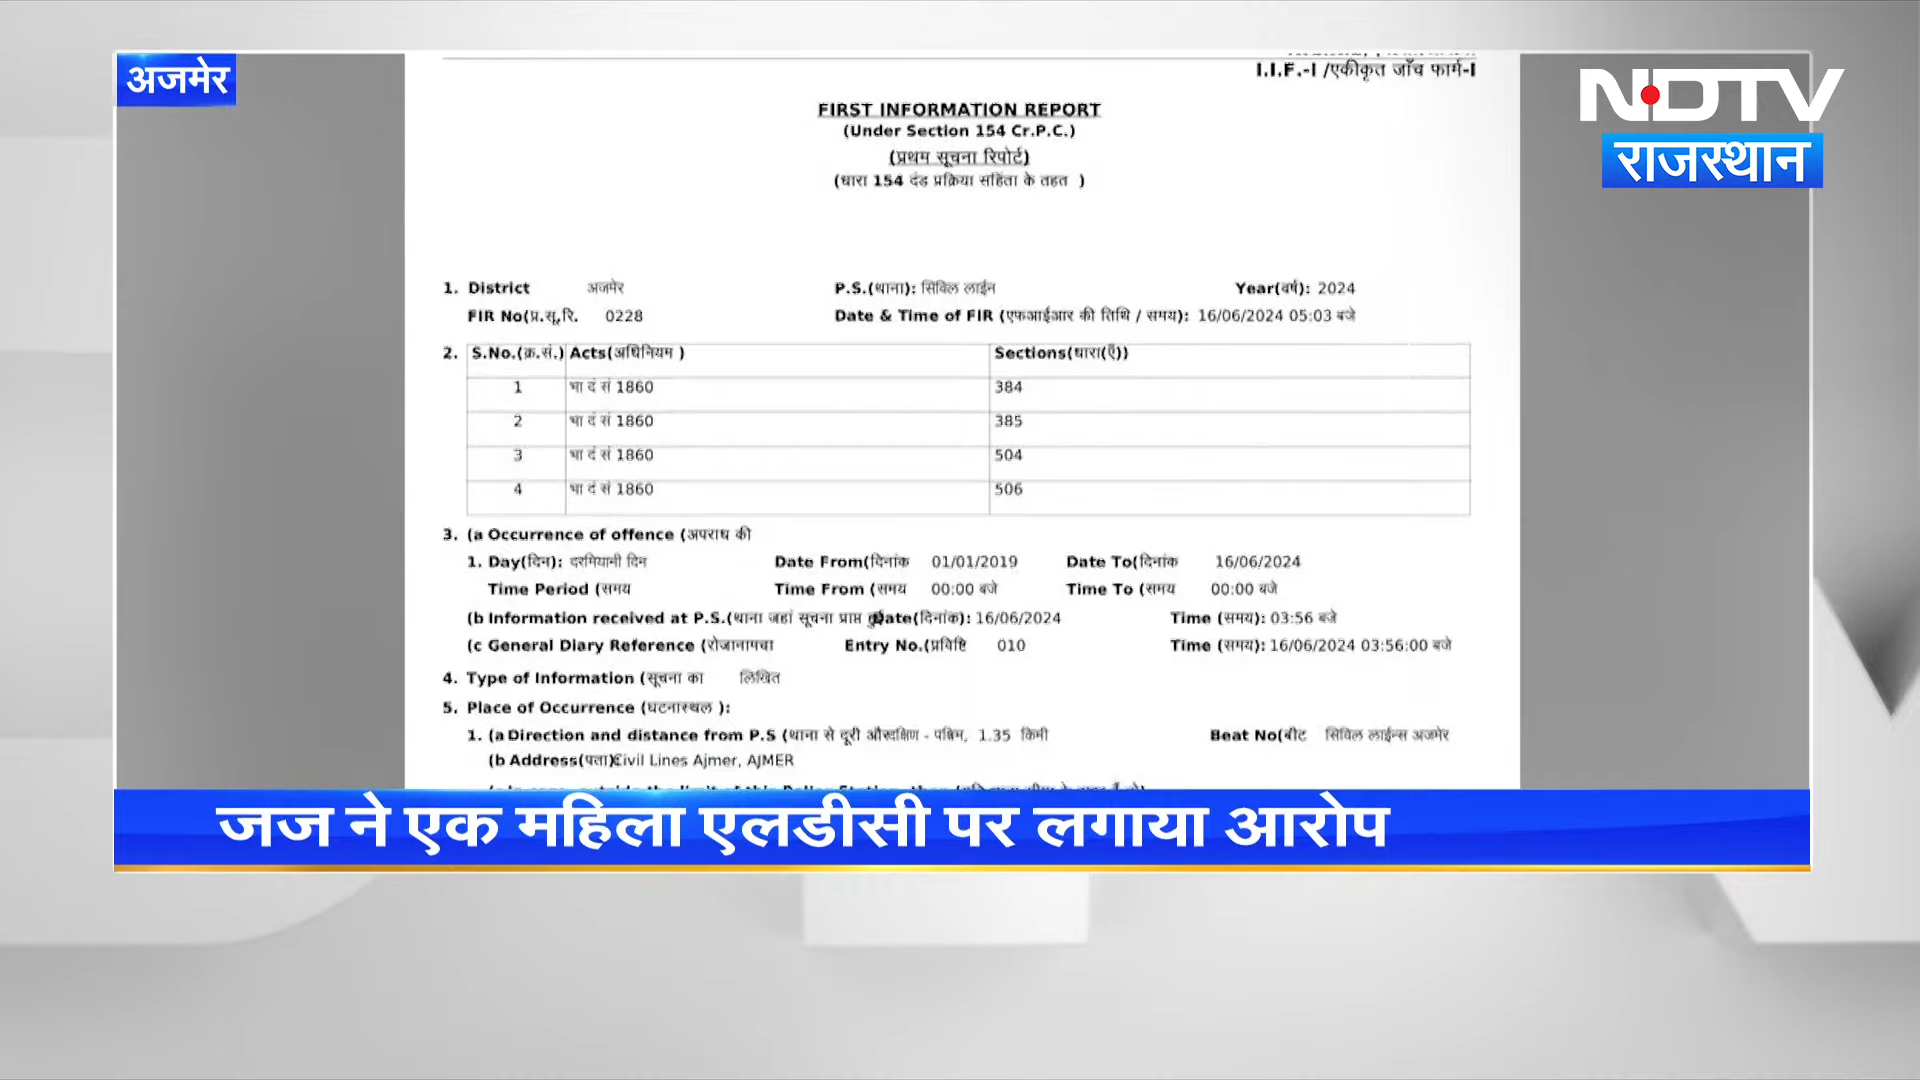 अजमेर
NDTV
राजस्थान
I.I.F.-I /एकीकृत जाँच फार्म-I
FIRST INFORMATION REPORT
(Under Section 154 Cr.P.C.)
(प्रथम सूचना रिपोर्ट)
(धारा 154 दंड प्रक्रिया सहिंता के तहत )
1. District अजमेर P.S.(थाना): सिविल लाईन Year(वर्ष): 2024
FIR No(प्र.सू.रि. 0228 Date & Time of FIR (एफआईआर की तिथि / समय): 16/06/2024 05:03 बजे
2. S.No.(क्र.सं.) Acts(अधिनियम ) Sections(धारा(एँ))
1 भा दं सं 1860 384
2 भा दं सं 1860 385
3 भा दं सं 1860 504
4 भा दं सं 1860 506
3. (a Occurrence of offence (अपराध की
1. Day(दिन): दरमियानी दिन Date From(दिनांक 01/01/2019 Date To(दिनांक 16/06/2024
Time Period (समय Time From (समय 00:00 बजे Time To (समय 00:00 बजे
(b Information received at P.S.(थाना जहां सूचना प्राप्त Date(दिनांक): 16/06/2024 Time (समय): 03:56 बजे
(c General Diary Reference (रोजानामचा Entry No.(प्रविष्टि 010 Time (समय): 16/06/2024 03:56:00 बजे
4. Type of Information (सूचना का लिखित
5. Place of Occurrence (घटनास्थल ):
1. (a Direction and distance from P.S (थाना से दूरी और दक्षिण - पश्चिम, 1.35 किमी Beat No(बीट सिविल लाईन्स अजमेर
(b Address(पता) Civil Lines Ajmer, AJMER
जज ने एक महिला एलडीसी पर लगाया आरोप